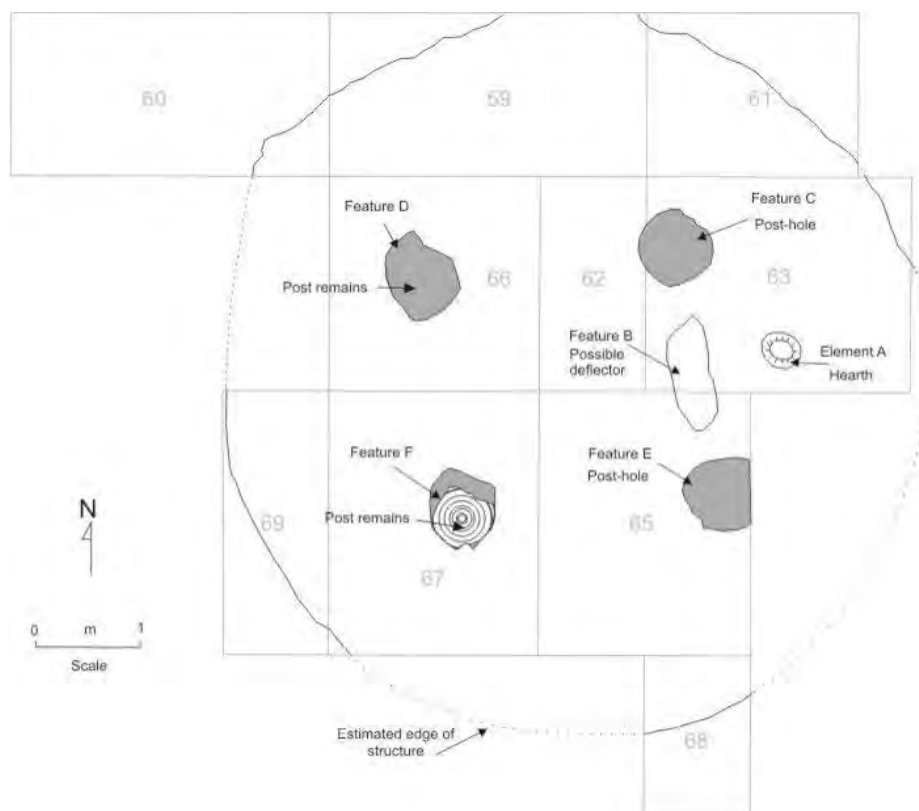 60
59
61
Feature D
Feature C
Post-hole
Post remains
66
62
63
Feature B
Possible
deflector
Element A
Hearth
Feature F
Feature E
Post-hole
N
69
Post remains
65
67
0 m 1
Scale
Estimated edge of
structure
68